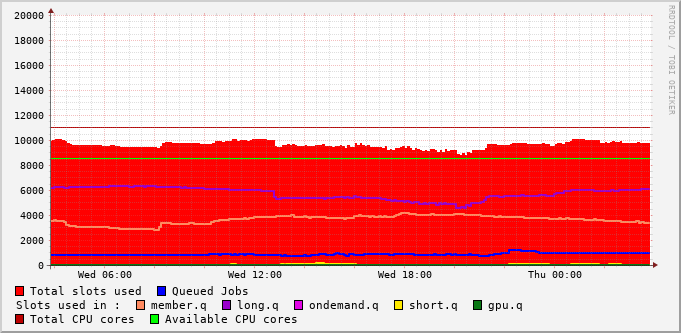 RRDTOOL / TOBI OETIKER
20000
18000
16000
14000
12000
10000
8000
6000
4000
2000
0
Wed 06:00 Wed 12:00 Wed 18:00 Thu 00:00
Total slots used Queued Jobs
Slots used in : member.q long.q ondemand.q short.q gpu.q
Total CPU cores Available CPU cores